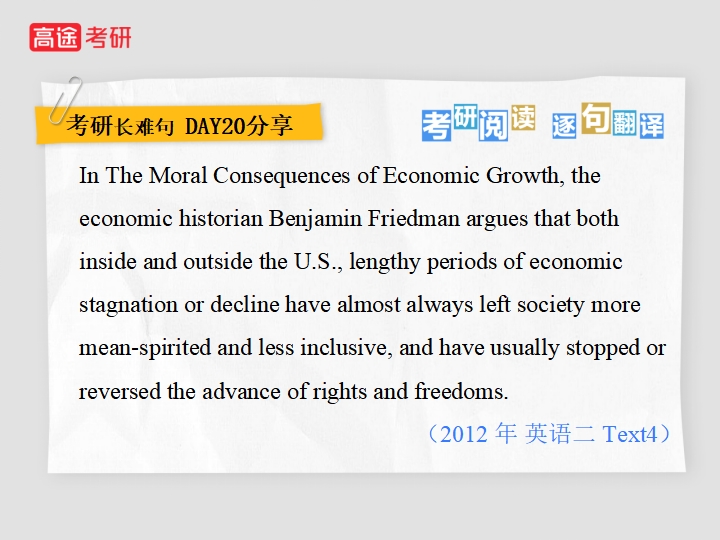 高途考研
考研长难句 DAY20分享
考研阅读 逐句翻译
In The Moral Consequences of Economic Growth, the
economic historian Benjamin Friedman argues that both
inside and outside the U.S., lengthy periods of economic
stagnation or decline have almost always left society more
mean-spirited and less inclusive, and have usually stopped or
reversed the advance of rights and freedoms.
（2012 年 英语二 Text4）